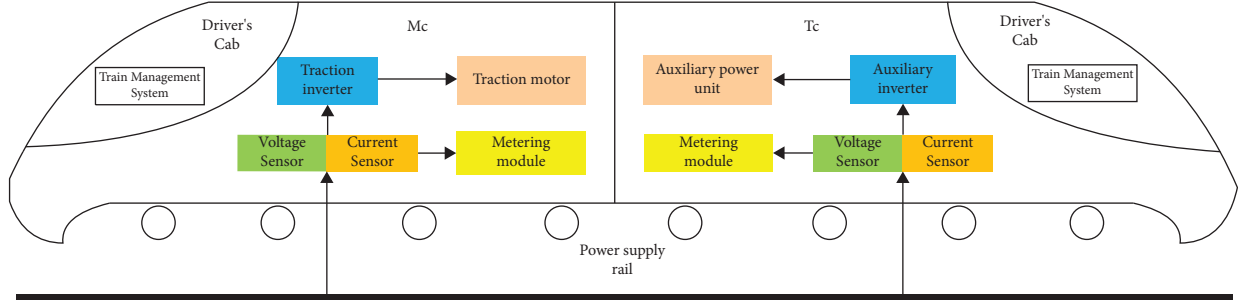 Driver's
Cab
Mc
Tc
Driver's
Cab
Train Management
System
Traction
inverter
Traction motor
Auxiliary power
unit
Auxiliary
inverter
Train Management
System
Voltage
Sensor
Current
Sensor
Metering
module
Metering
module
Voltage
Sensor
Current
Sensor
Power supply
rail